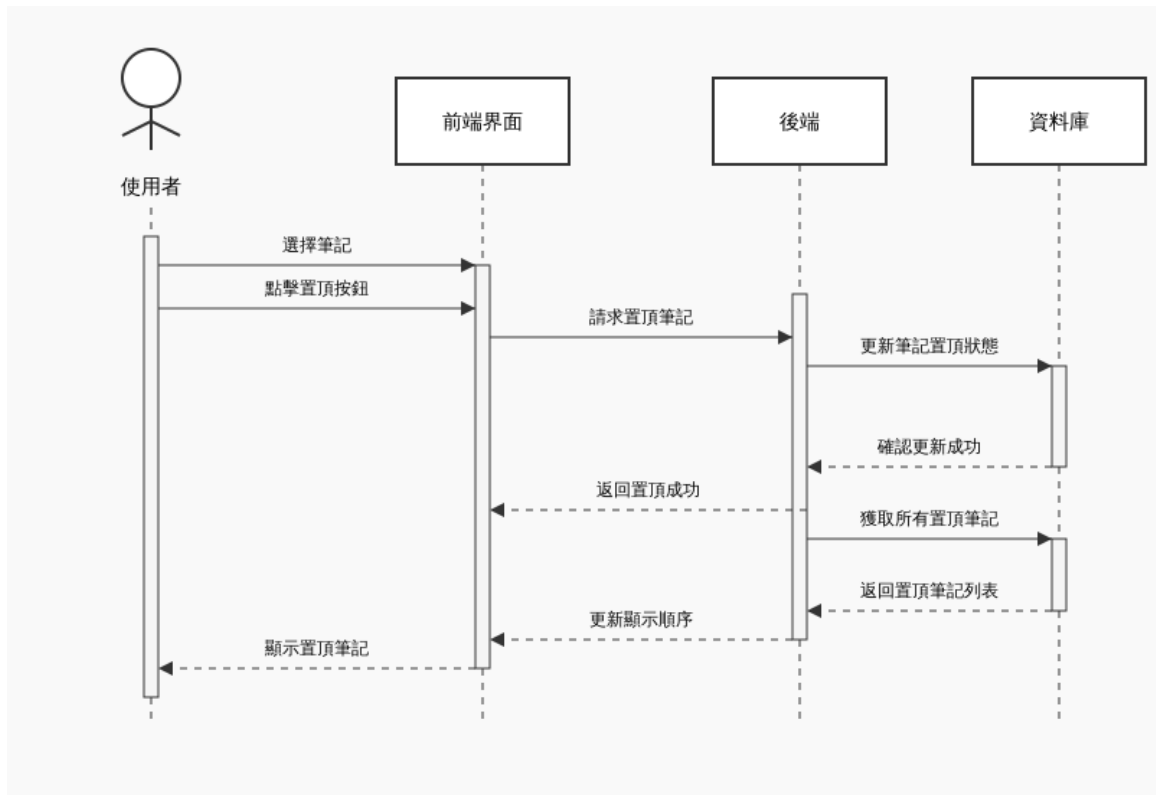 前端界面
後端
資料庫
使用者
選擇筆記
點擊置頂按鈕
請求置頂筆記
更新筆記置頂狀態
確認更新成功
返回置頂成功
獲取所有置頂筆記
返回置頂筆記列表
更新顯示順序
顯示置頂筆記